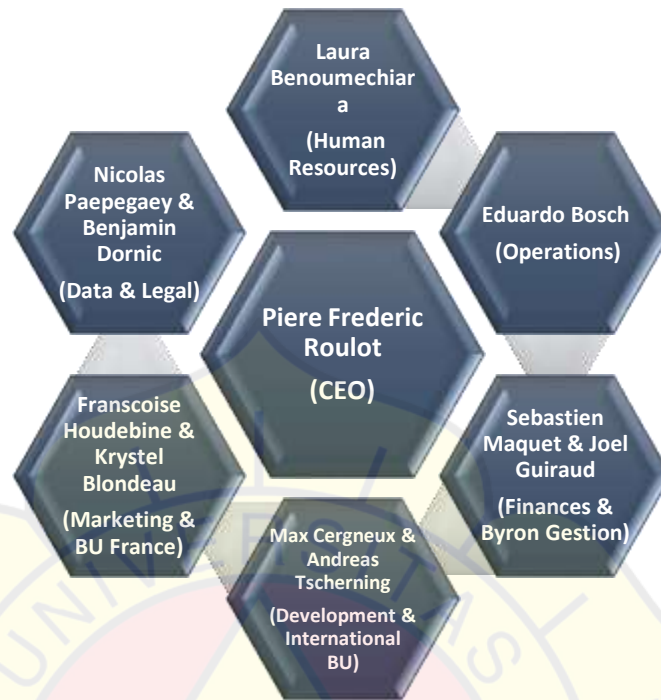 Laura
Benoumechiar
a
(Human
Resources)
Nicolas
Paepegaey &
Benjamin
Dornic
(Data & Legal)
Eduardo Bosch
(Operations)
Piere Frederic
Roulot
(CEO)
Franscoise
Houdebine &
Krystel
Blondeau
(Marketing &
BU France)
Sebastien
Maquet & Joel
Guiraud
(Finances &
Byron Gestion)
Max Cergneux &
Andreas
Tscherning
(Development &
International
BU)
UNIVERSITAS